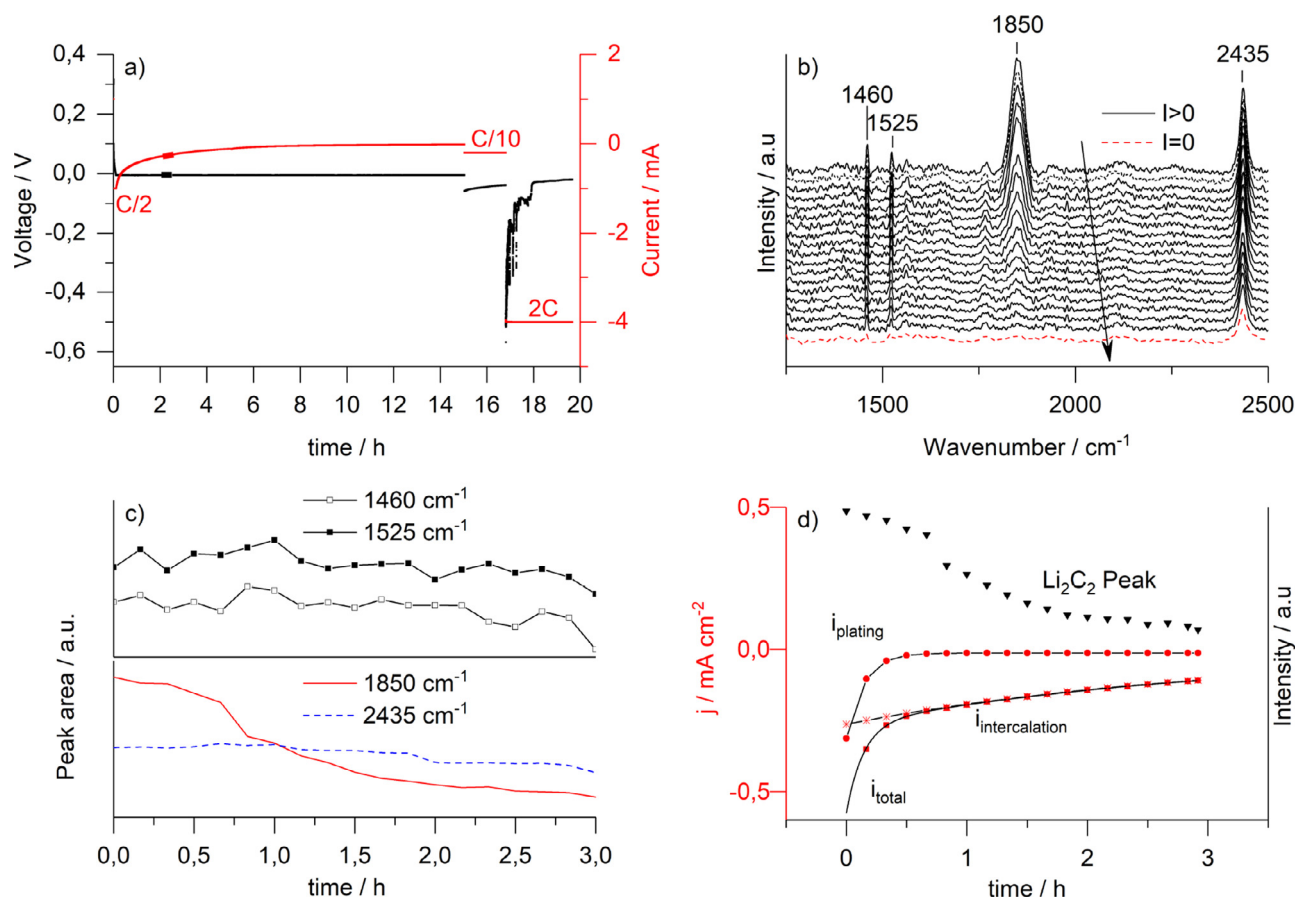 a)
0,4
0,2
0,0
-0,2
-0,4
-0,6
Voltage / V
C/2
C/10
2C
2
0
-2
-4
Current / mA
0 2 4 6 8 10 12 14 16 18 20
time / h
b)
1850
2435
1460
1525
I>0
I=0
Intensity / a.u
1500 2000 2500
Wavenumber / cm⁻¹
c)
1460 cm⁻¹
1525 cm⁻¹
1850 cm⁻¹
2435 cm⁻¹
Peak area / a.u.
0,0 0,5 1,0 1,5 2,0 2,5 3,0
time / h
d)
0,5
0,0
-0,5
j / mA cm⁻²
Li₂C₂ Peak
iplating
iintercalation
itotal
Intensity / a.u
0 1 2 3
time / h